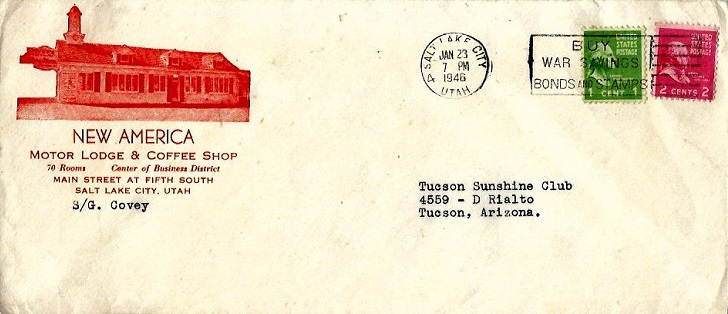 NEW AMERICA
MOTOR LODGE & COFFEE SHOP
70 Rooms Center of Business District
MAIN STREET AT FIFTH SOUTH
SALT LAKE CITY, UTAH
S/G. Covey
SALT LAKE CITY
JAN 23
7 PM
1946
UTAH
BUY
WAR SAVINGS
BONDS AND STAMPS
UNITED
STATES
POSTAGE
1 CENT
UNITED
STATES
POSTAGE
2 CENTS 2
Tucson Sunshine Club
4559 - D Rialto
Tucson, Arizona.